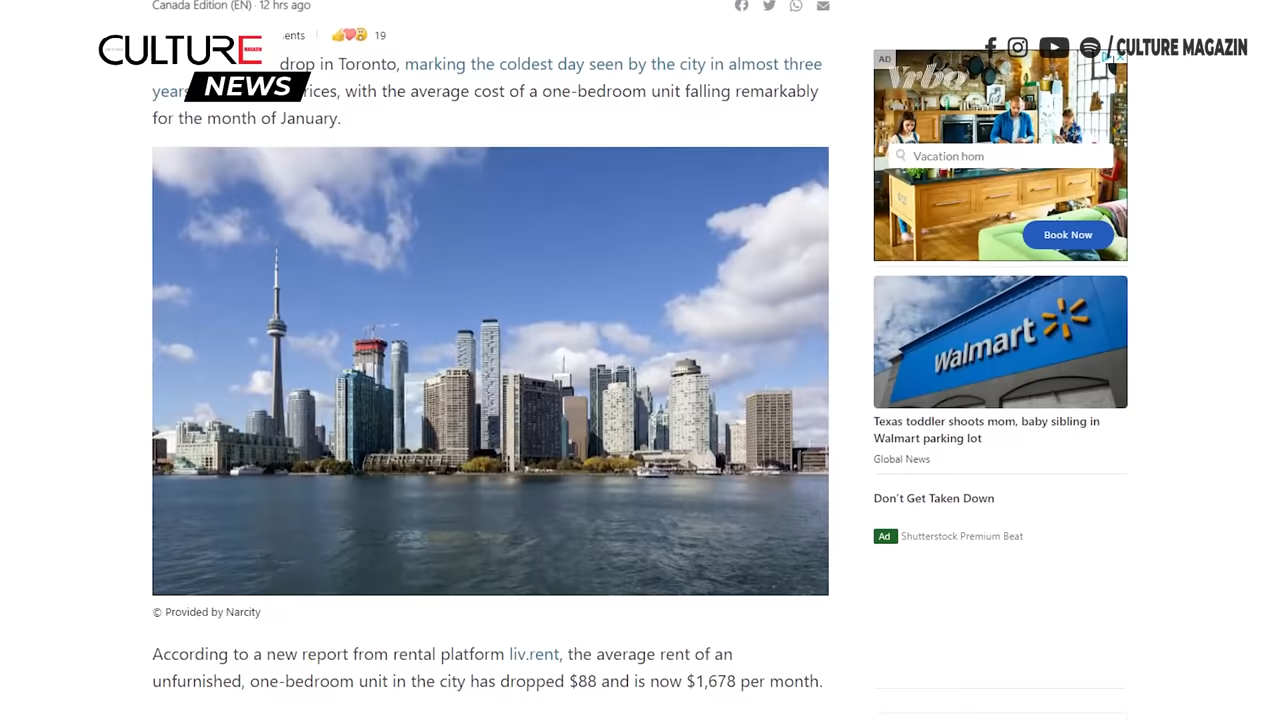 Canada Edition (EN) · 12 hrs ago
CULTURE
MAGAZIN
NEWS
/ CULTURE MAGAZIN
ents
19
drop in Toronto, marking the coldest day seen by the city in almost three
years
rices, with the average cost of a one-bedroom unit falling remarkably
for the month of January.
© Provided by Narcity
According to a new report from rental platform liv.rent, the average rent of an
unfurnished, one-bedroom unit in the city has dropped $88 and is now $1,678 per month.
AD
Vrbo
Vacation hom
Book Now
Walmart
Texas toddler shoots mom, baby sibling in
Walmart parking lot
Global News
Don't Get Taken Down
Ad Shutterstock Premium Beat